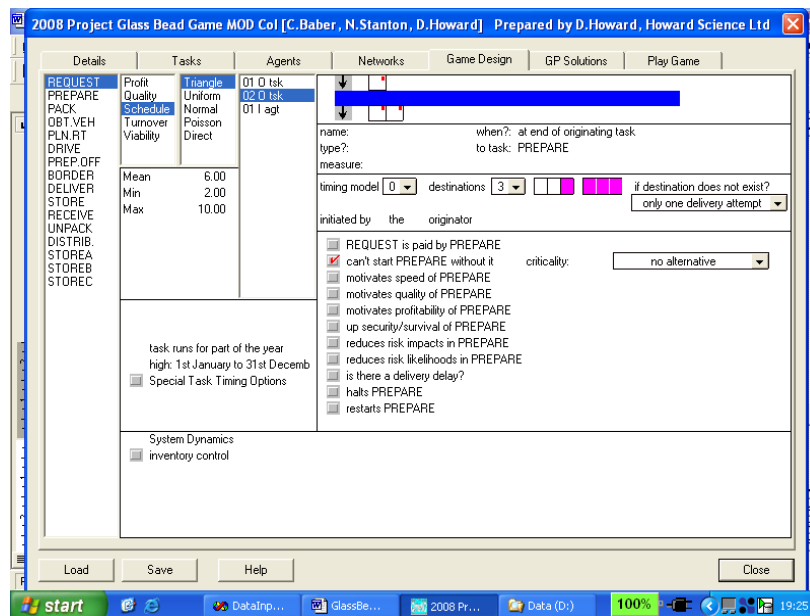 2008 Project Glass Bead Game MOD Col [C.Baber, N.Stanton, D.Howard] Prepared by D.Howard, Howard Science Ltd
Details Tasks Agents Networks Game Design GP Solutions Play Game
REQUEST
PREPARE
PACK
OBT.VEH
PLN.RT
DRIVE
PREP.OFF
BORDER
DELIVER
STORE
RECEIVE
UNPACK
DISTRIB.
STOREA
STOREB
STOREC
Profit
Quality
Schedule
Turnover
Viability
Triangle
Uniform
Normal
Poisson
Direct
01 O tsk
02 O tsk
01 I agt
Mean 6.00
Min 2.00
Max 10.00
name: when?: at end of originating task
type?: to task: PREPARE
measure:
timing model 0 destinations 3 if destination does not exist?
only one delivery attempt
initiated by the originator
REQUEST is paid by PREPARE
can't start PREPARE without it criticality: no alternative
motivates speed of PREPARE
motivates quality of PREPARE
motivates profitability of PREPARE
up security/survival of PREPARE
reduces risk impacts in PREPARE
reduces risk likelihoods in PREPARE
is there a delivery delay?
halts PREPARE
restarts PREPARE
task runs for part of the year
high: 1st January to 31st Decemb
Special Task Timing Options
System Dynamics
inventory control
Load Save Help Close
start DataInp... GlassBe... 2008 Pr... Data (D:) 100% 19:25